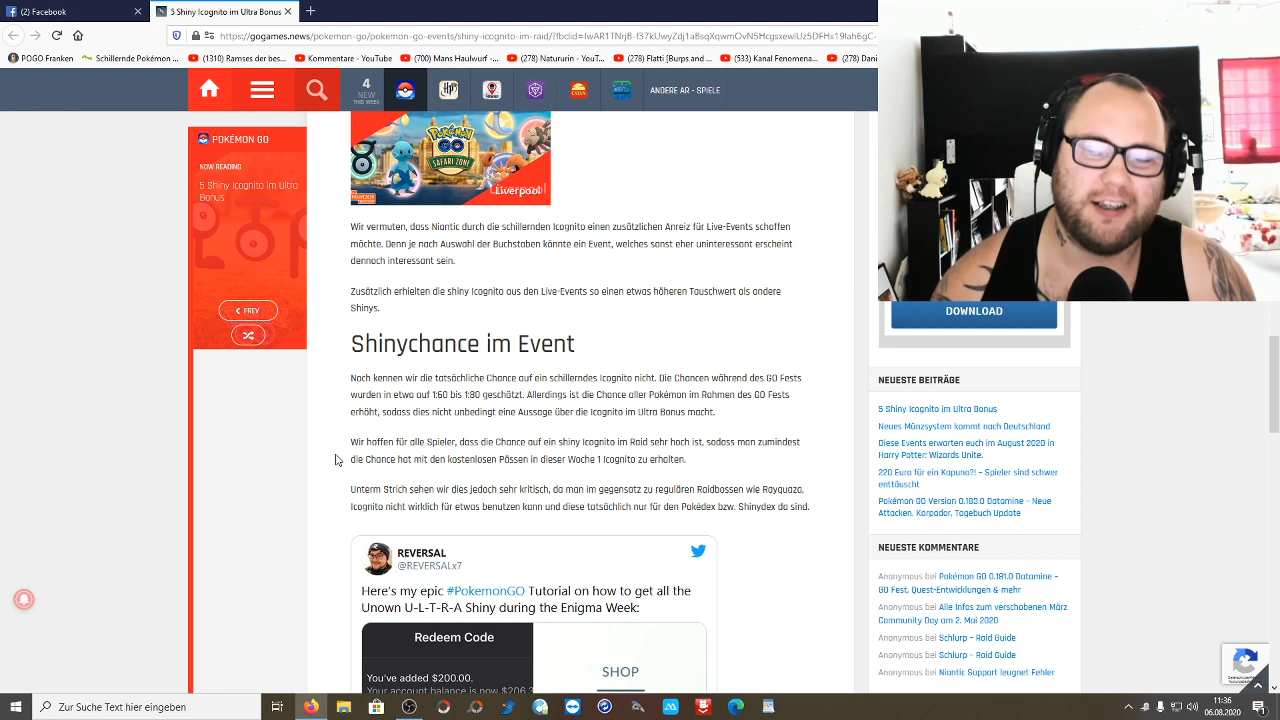 (2) Facebook
5 Shiny Icognito im Ultra Bonus
https://gogames.news/pokemon-go/pokemon-go-events/shiny-icognito-im-raid/?fbclid=IwAR1TNrjB-f37kUwyZdj1aBsqXqwmOvN5HcgsxewIUz5DFHx19Iah6gC-
POGO Franken
Schillernde Pokémon ...
(1310) Ramses der bes...
(700) Mans Haulwurf - ...
(278) Flatti [Burps and ...
(533) Kanal Fenomena...
(278) Naturensöhne - ...
(278) Dani
4
NEW
THIS WEEK
ANDERE AR - SPIELE
POKÉMON GO
NOW READING
5 Shiny Icognito im Ultra
Bonus
PREV
POKÉMON
GO
SAFARI ZONE
Liverpool
Wir vermuten, dass Niantic durch die schillernden Icognito einen zusätzlichen Anreiz für Live-Events schaffen
möchte. Denn je nach Auswahl der Buchstaben könnte ein Event, welches sonst eher uninteressant erscheint
dennoch interessant sein.
Zusätzlich erhielten die shiny Icognito aus den Live-Events so einen etwas höheren Tauschwert als andere
Shinys.
Shinychance im Event
Noch kennen wir die tatsächliche Chance auf ein schillerndes Icognito nicht. Die Chancen während des GO Fests
wurden in etwa auf 1:60 bis 1:80 geschätzt. Allerdings ist die Chance aller Pokémon im Rahmen des GO Fests
erhöht, sodass dies nicht unbedingt eine Aussage über die Icognito im Ultra Bonus macht.
Wir hoffen für alle Spieler, dass die Chance auf ein shiny Icognito im Raid sehr hoch ist, sodass man zumindest
die Chance hat mit den kostenlosen Pässen in dieser Woche 1 Icognito zu erhalten.
Unterm Strich sehen wir dies jedoch sehr kritisch, da man im gegensatz zu regulären Raidbossen wie Rayquaza,
Icognito nicht wirklich für etwas benutzen kann und diese tatsächlich nur für den Pokédex bzw. Shinydex da sind.
REVERSAL
@REVERSALx7
Here's my epic #PokemonGO Tutorial on how to get all the
Unown U-L-T-R-A Shiny during the Enigma Week:
Redeem Code
You've added $200.00.
Your account balance is now $206.3
SHOP
DOWNLOAD
NEUESTE BEITRÄGE
5 Shiny Icognito im Ultra Bonus
Neues Münzsystem kommt nach Deutschland
Diese Events erwarten euch im August 2020 in
Harry Potter: Wizards Unite.
220 Euro für ein Kapuno?! – Spieler sind schwer
enttäuscht
Pokémon GO Version 0.183.0 Datamine – Neue
Attacken, Karpador, Tagebuch Update
NEUESTE KOMMENTARE
Anonymous bei Pokémon GO 0.181.0 Datamine –
GO Fest, Quest-Entwicklungen & mehr
Anonymous bei Alle Infos zum verschobenen März
Community Day am 2. Mai 2020
Anonymous bei Schlurp – Raid Guide
Anonymous bei Schlurp – Raid Guide
Anonymous bei Niantic Support leugnet Fehler
Zur Suche Text hier eingeben
11:36
06.08.2020